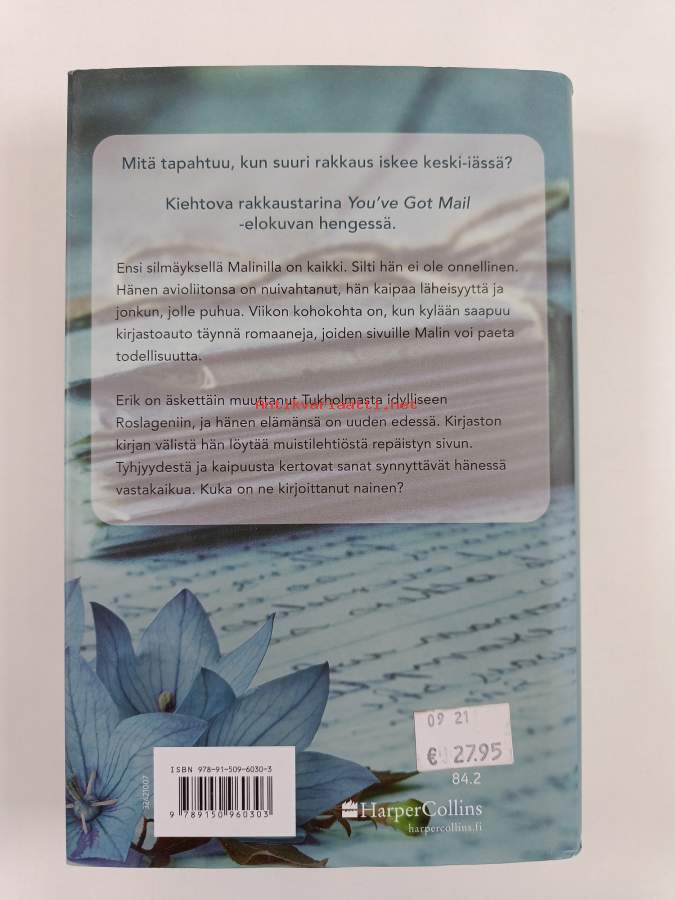 Mitä tapahtuu, kun suuri rakkaus iskee keski-iässä?
Kiehtova rakkaustarina You've Got Mail
-elokuvan hengessä.
Ensi silmäyksellä Malinilla on kaikki. Silti hän ei ole onnellinen.
Hänen avioliitonsa on nuivahtanut, hän kaipaa läheisyyttä ja
jonkun, jolle puhua. Viikon kohokohta on, kun kylään saapuu
kirjastoauto täynnä romaaneja, joiden sivuille Malin voi paeta
todellisuutta.
Erik on äskettäin muuttanut Tukholmasta idylliseen
Antikvariaatti.net
Roslageniin, ja hänen elämänsä on uuden edessä. Kirjaston
kirjan välistä hän löytää muistilehtiöstä repäistyn sivun.
Tyhjyydestä ja kaipuusta kertovat sanat synnyttävät hänessä
vastakaikua. Kuka on ne kirjoittanut nainen?
09 21
€ 27.95
84.2
ISBN 978-91-509-6030-3
9 789150 960303
32421007
HarperCollins
harpercollins.fi